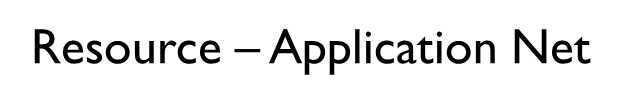 Resource – Application Net